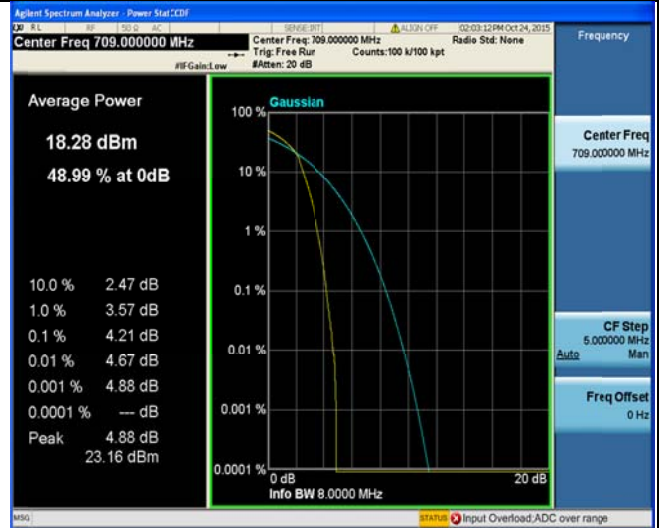 Agilent Spectrum Analyzer - Power Stat CCDF
RL RF 50 Ω AC SENSE:INT ALIGN OFF 02:03:12 PM Oct 24, 2015
Center Freq 709.000000 MHz
Center Freq: 709.000000 MHz Radio Std: None
Trig: Free Run Counts:100 k/100 kpt
#IFGain:Low #Atten: 20 dB
Frequency
Average Power
18.28 dBm
48.99 % at 0dB
10.0 % 2.47 dB
1.0 % 3.57 dB
0.1 % 4.21 dB
0.01 % 4.67 dB
0.001 % 4.88 dB
0.0001 % --- dB
Peak 4.88 dB
23.16 dBm
Gaussian
100 %
10 %
1 %
0.1 %
0.01 %
0.001 %
0.0001 %
0 dB 20 dB
Info BW 8.0000 MHz
Center Freq
709.000000 MHz
CF Step
5.000000 MHz
Auto Man
Freq Offset
0 Hz
MSG STATUS Input Overload;ADC over range